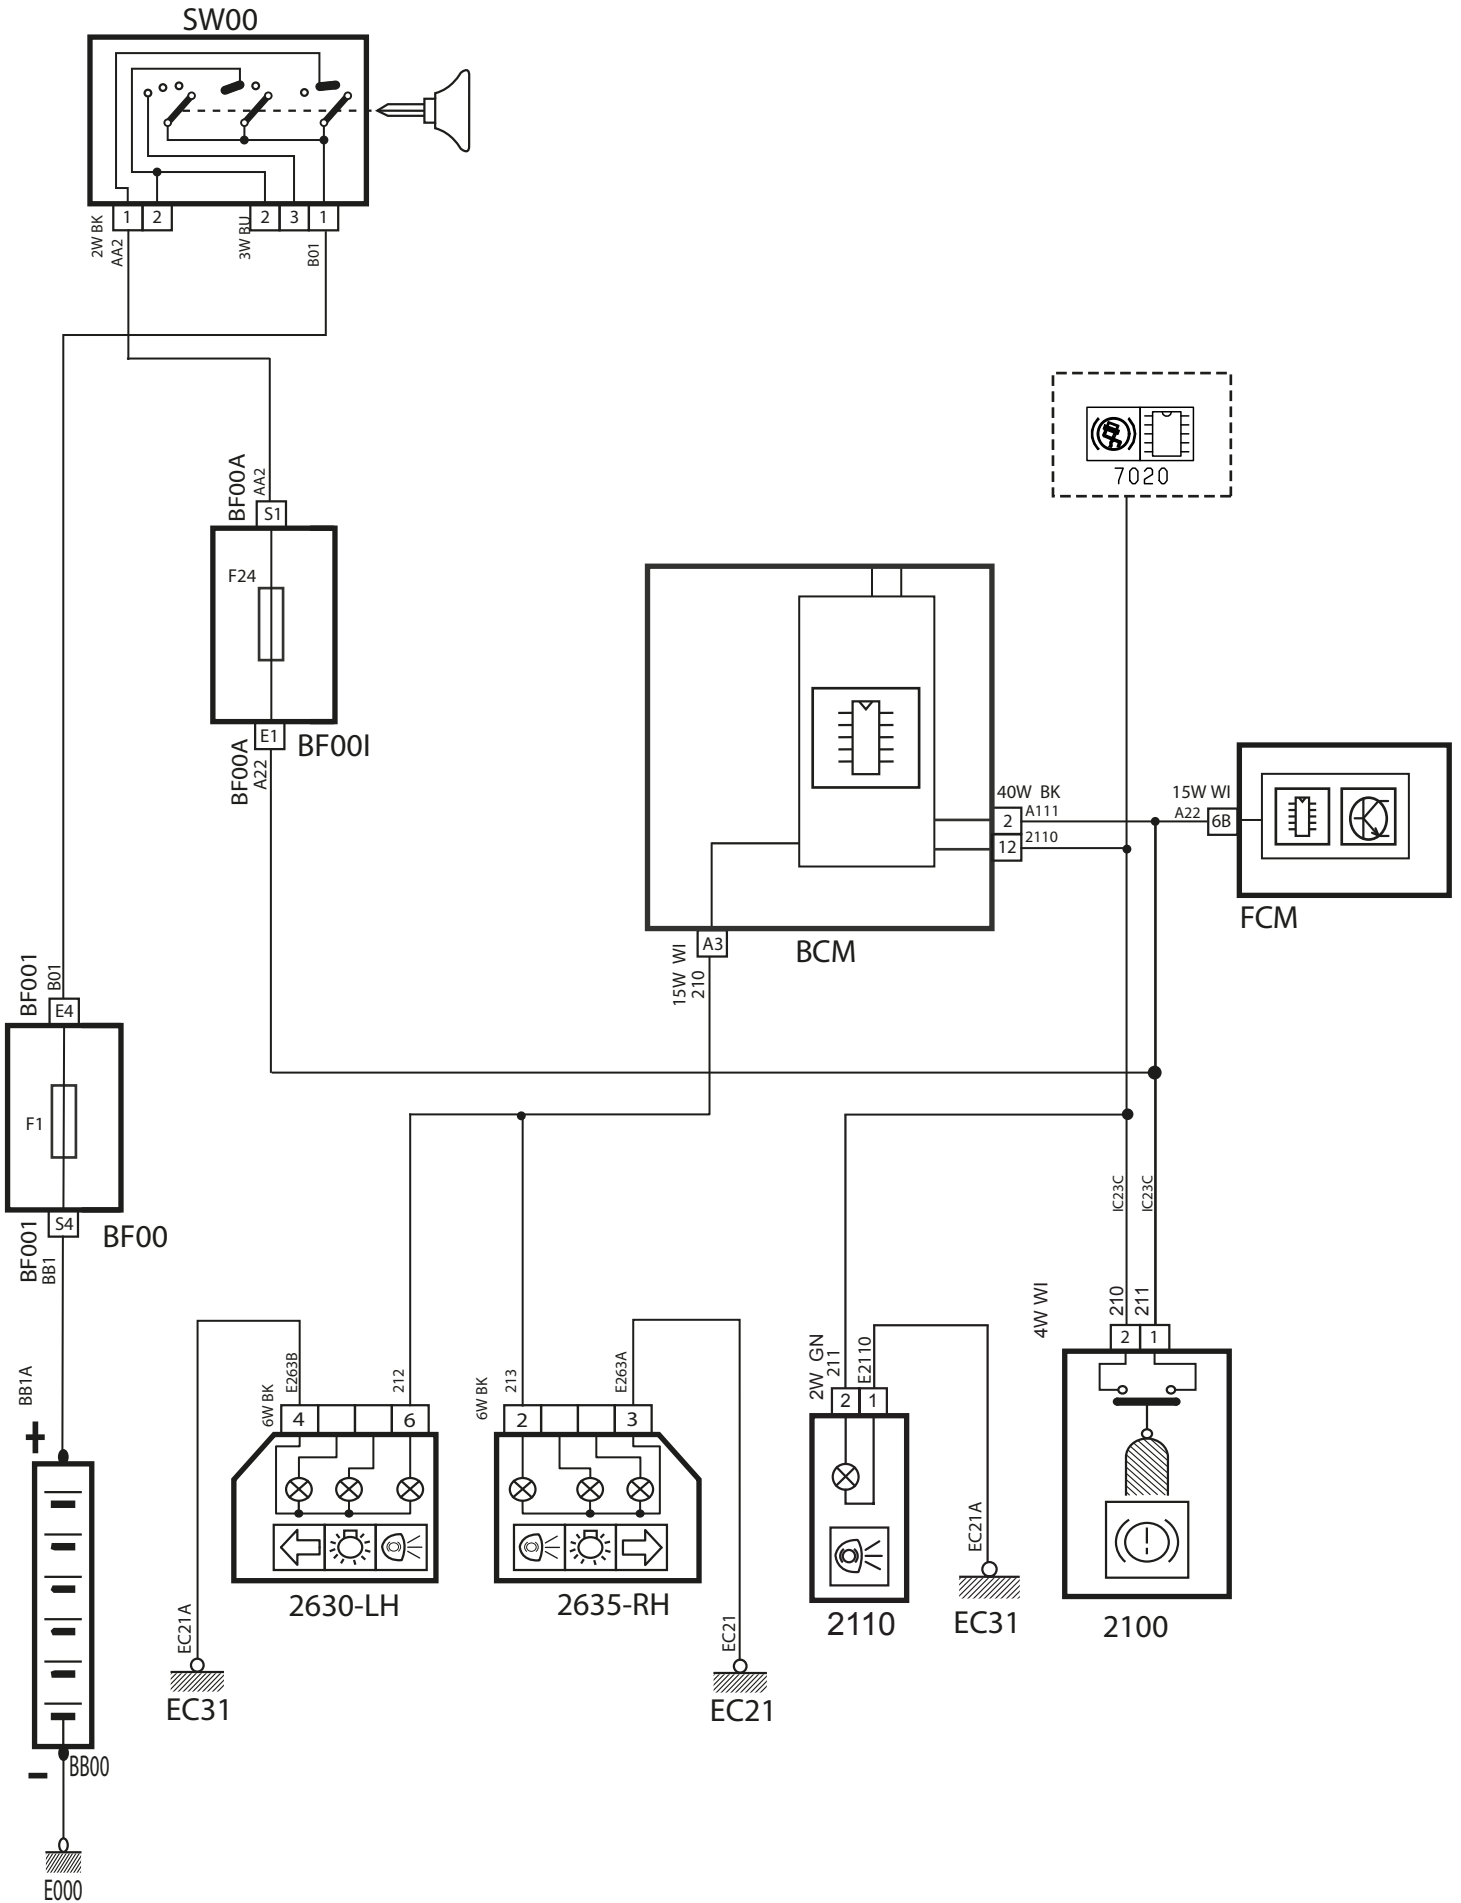 SW00
1
2
2
3
1
2W BK
AA2
3W BU
B01
BF00A
AA2
S1
F24
E1
BF00I
BF00A
A22
7020
40W BK
2
A111
12
2110
15W WI
A22
6B
FCM
BCM
A3
15W WI
210
BF001
B01
E4
F1
S4
BF00
BF001
BB1
BB1A
+
-
BB00
E000
IC23C
IC23C
4W WI
210
211
2
1
2100
2W GN
211
E2110
2
1
2110
EC21A
EC31
6W BK
E263B
212
4
6
2630-LH
EC21A
EC31
6W BK
213
E263A
2
3
2635-RH
EC21
EC21